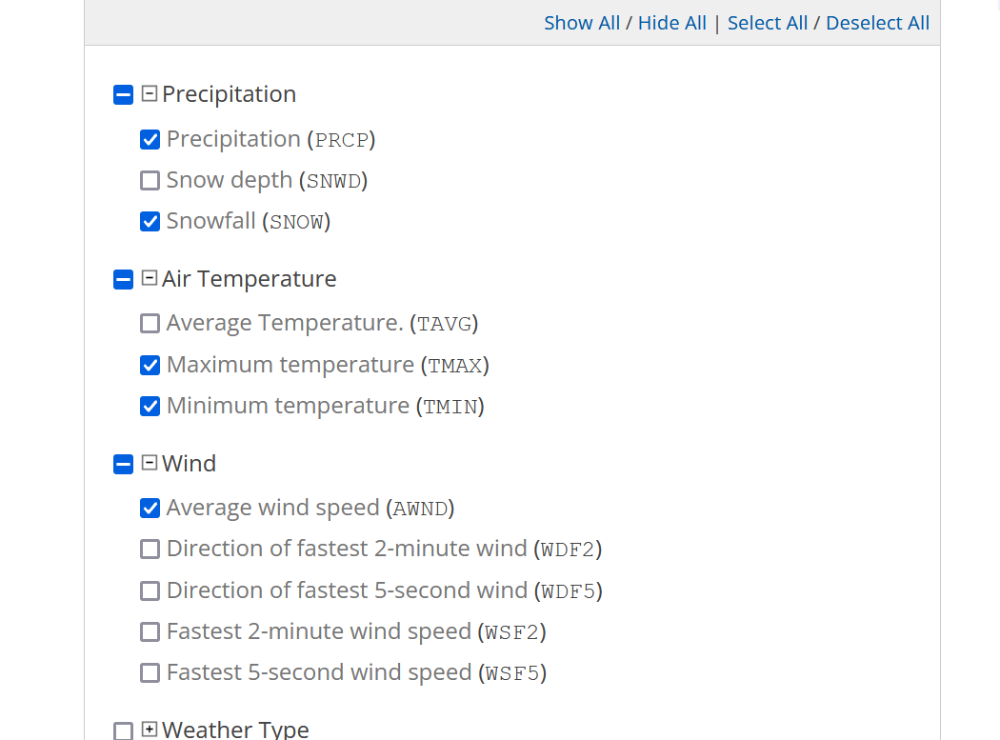 Show All / Hide All | Select All / Deselect All
Precipitation
Precipitation (PRCP)
Snow depth (SNWD)
Snowfall (SNOW)
Air Temperature
Average Temperature. (TAVG)
Maximum temperature (TMAX)
Minimum temperature (TMIN)
Wind
Average wind speed (AWND)
Direction of fastest 2-minute wind (WDF2)
Direction of fastest 5-second wind (WDF5)
Fastest 2-minute wind speed (WSF2)
Fastest 5-second wind speed (WSF5)
Weather Type